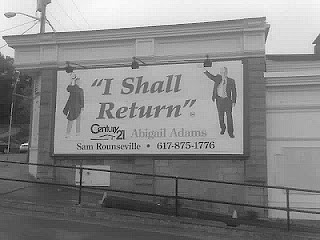 "I Shall
Return"
Century 21
Abigail Adams
Sam Rounseville • 617-875-1776